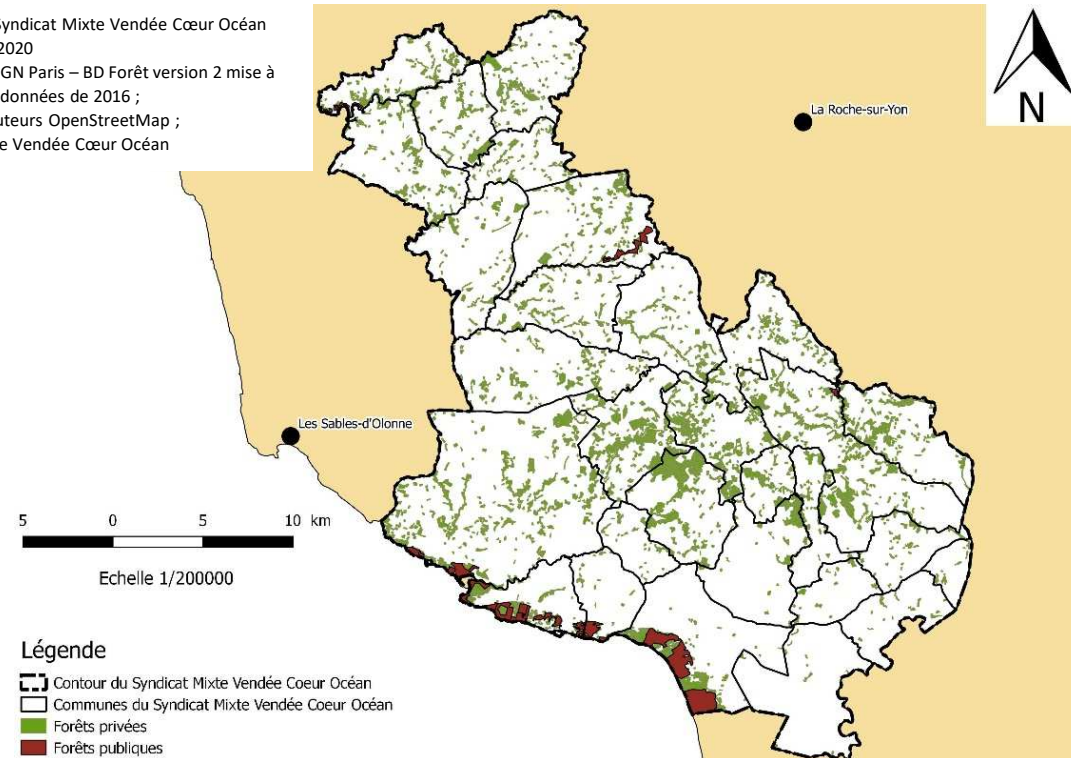 Syndicat Mixte Vendée Cœur Océan
2020
GN Paris – BD Forêt version 2 mise à
données de 2016 ;
uteurs OpenStreetMap ;
e Vendée Cœur Océan
N
La Roche-sur-Yon
Les Sables-d'Olonne
5 0 5 10 km
Echelle 1/200000
Légende
Contour du Syndicat Mixte Vendée Coeur Océan
Communes du Syndicat Mixte Vendée Coeur Océan
Forêts privées
Forêts publiques